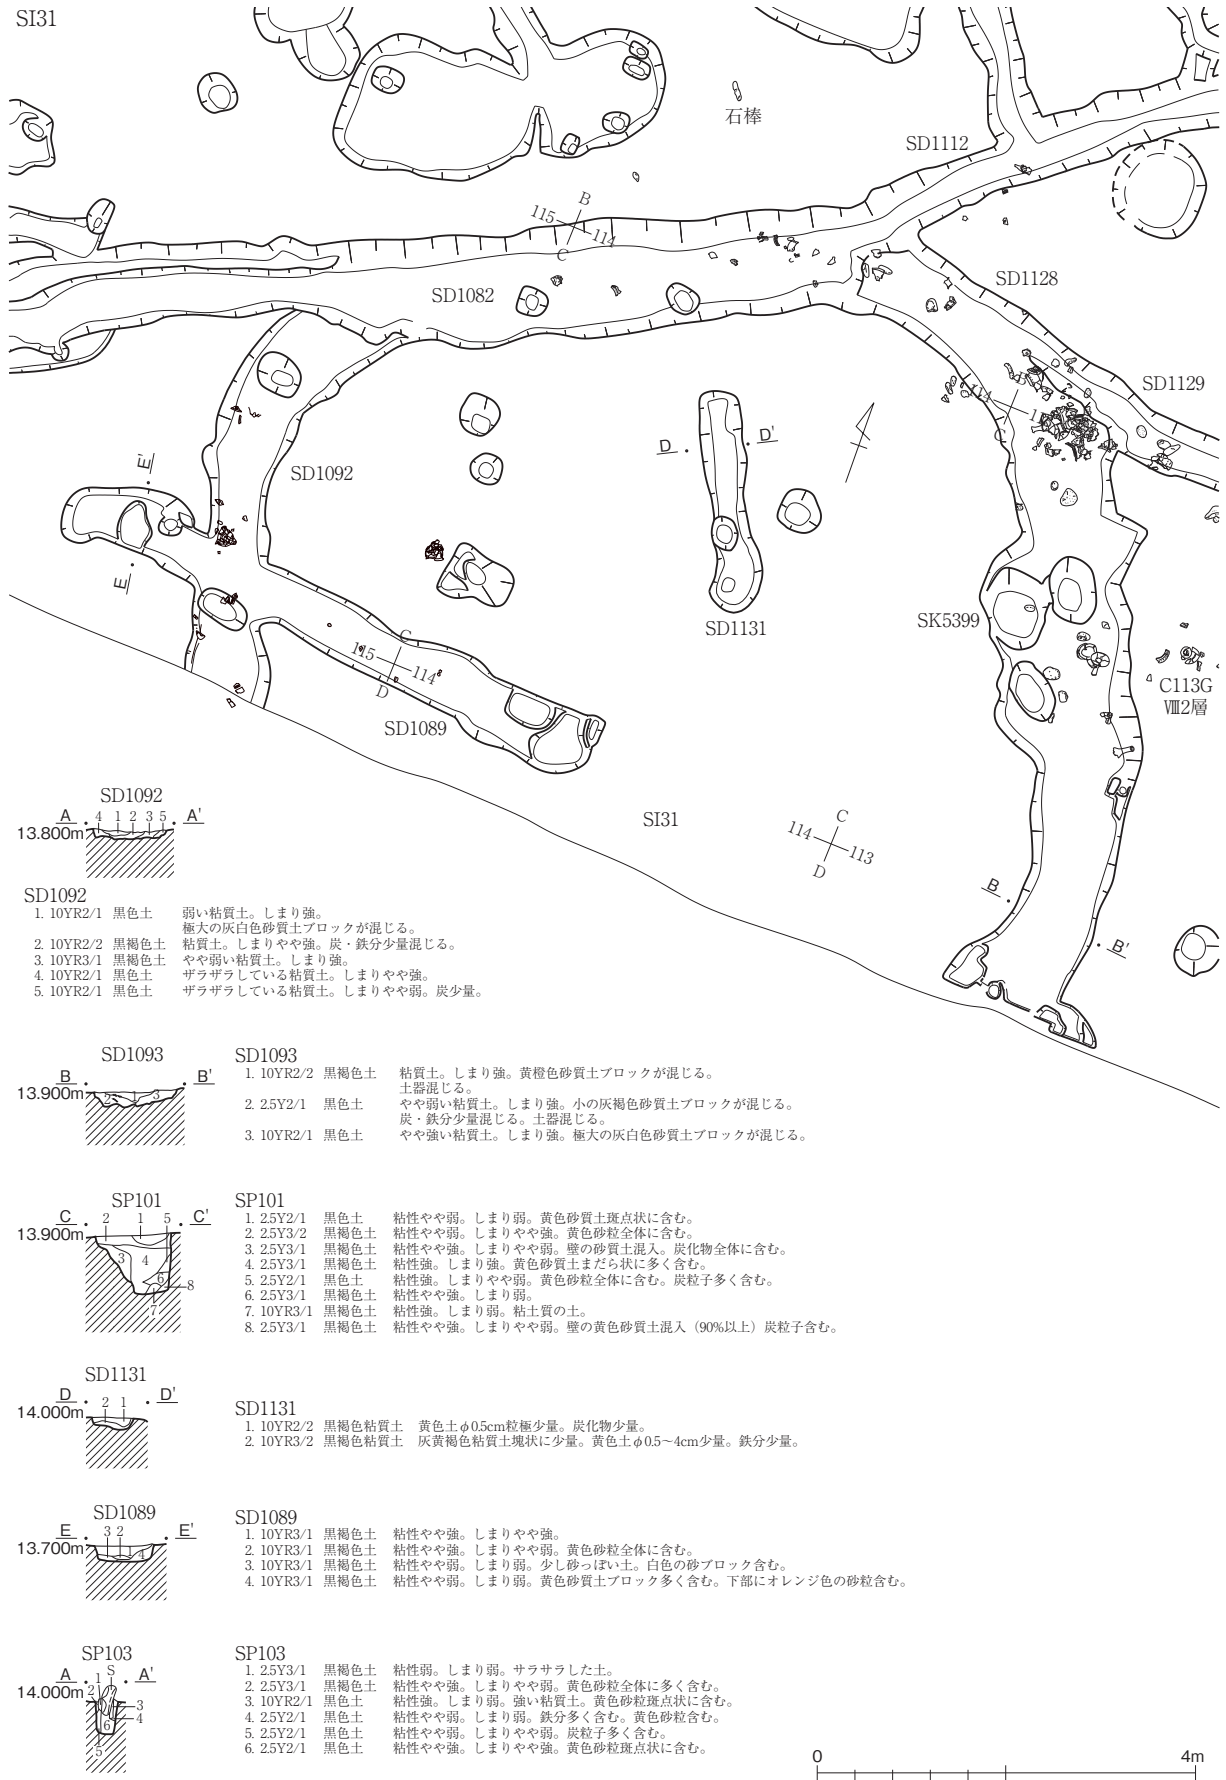 SI31
石棒
SD1112
B
115
114
C
SD1128
SD1082
SD1129
114
C
D
D'
E'
SD1092
E
SD1131
SK5399
C
115
114
D
C113G
Ⅷ2層
SD1089
SI31
C
114
113
D
B
B'
SD1092
A 4 1 2 3 5 A'
13.800m
SD1092
1. 10YR2/1 黒色土 弱い粘質土。しまり強。
極大の灰白色砂質土ブロックが混じる。
2. 10YR2/2 黒褐色土 粘質土。しまりやや強。炭・鉄分少量混じる。
3. 10YR3/1 黒褐色土 やや弱い粘質土。しまり強。
4. 10YR2/1 黒色土 ザラザラしている粘質土。しまりやや強。
5. 10YR2/1 黒色土 ザラザラしている粘質土。しまりやや弱。炭少量。
SD1093
B B'
13.900m
2 1 3
SD1093
1. 10YR2/2 黒褐色土 粘質土。しまり強。黄橙色砂質土ブロックが混じる。
土器混じる。
2. 2.5Y2/1 黒色土 やや弱い粘質土。しまり強。小の灰褐色砂質土ブロックが混じる。
炭・鉄分少量混じる。土器混じる。
3. 10YR2/1 黒色土 やや強い粘質土。しまり強。極大の灰白色砂質土ブロックが混じる。
SP101
C 2 1 5 C'
13.900m
3 4
6
8
7
SP101
1. 2.5Y2/1 黒色土 粘性やや弱。しまり弱。黄色砂質土斑点状に含む。
2. 2.5Y3/2 黒褐色土 粘性やや弱。しまりやや強。黄色砂粒全体に含む。
3. 2.5Y3/1 黒褐色土 粘性やや強。しまりやや弱。壁の砂質土混入。炭化物全体に含む。
4. 2.5Y3/1 黒褐色土 粘性強。しまり強。黄色砂質土まだら状に多く含む。
5. 2.5Y2/1 黒色土 粘性強。しまりやや弱。黄色砂粒全体に含む。炭粒子多く含む。
6. 2.5Y3/1 黒褐色土 粘性やや強。しまり弱。
7. 10YR3/1 黒褐色土 粘性強。しまり弱。粘土質の土。
8. 2.5Y3/1 黒褐色土 粘性やや強。しまりやや弱。壁の黄色砂質土混入（90%以上）炭粒子含む。
SD1131
D 2 1 D'
14.000m
SD1131
1. 10YR2/2 黒褐色粘質土 黄色土φ0.5cm粒極少量。炭化物少量。
2. 10YR3/2 黒褐色粘質土 灰黄褐色粘質土塊状に少量。黄色土φ0.5〜4cm少量。鉄分少量。
SD1089
E 3 2 E'
13.700m
1 4
SD1089
1. 10YR3/1 黒褐色土 粘性やや強。しまりやや強。
2. 10YR3/1 黒褐色土 粘性やや強。しまりやや弱。黄色砂粒全体に含む。
3. 10YR3/1 黒褐色土 粘性やや弱。しまり弱。少し砂っぽい土。白色の砂ブロック含む。
4. 10YR3/1 黒褐色土 粘性やや弱。しまり弱。黄色砂質土ブロック多く含む。下部にオレンジ色の砂粒含む。
SP103
A 1 S A'
14.000m
2
3
4
6
5
SP103
1. 2.5Y3/1 黒褐色土 粘性弱。しまり弱。サラサラした土。
2. 2.5Y3/1 黒褐色土 粘性やや強。しまりやや弱。黄色砂粒全体に多く含む。
3. 10YR2/1 黒色土 粘性強。しまり弱。強い粘質土。黄色砂粒斑点状に含む。
4. 2.5Y2/1 黒色土 粘性やや弱。しまり弱。鉄分多く含む。黄色砂粒含む。
5. 2.5Y2/1 黒色土 粘性やや弱。しまりやや弱。炭粒子多く含む。
6. 2.5Y2/1 黒色土 粘性やや強。しまりやや強。黄色砂粒斑点状に含む。
0 4m